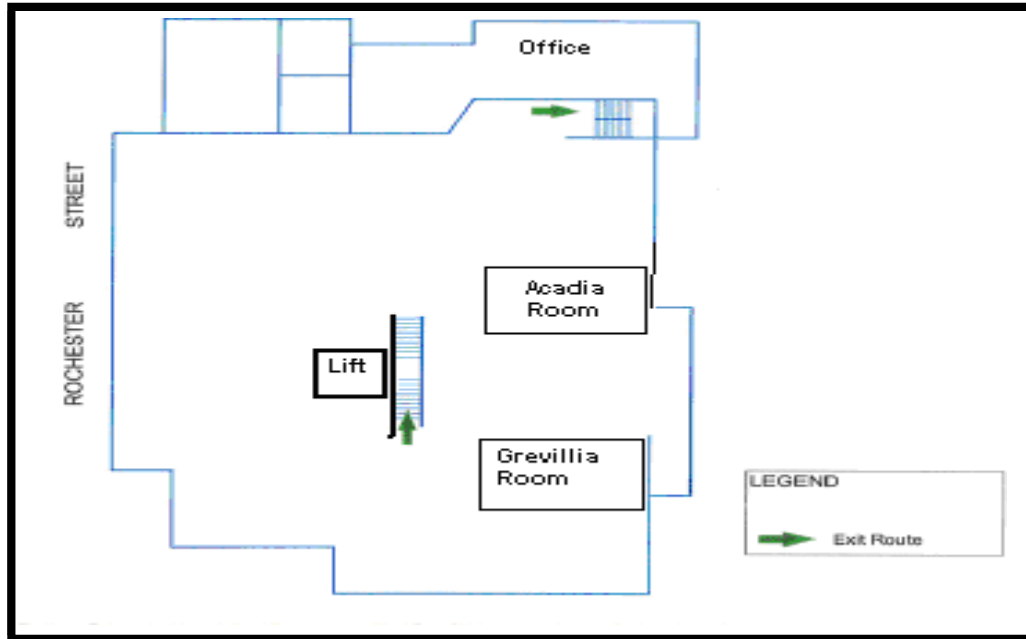 Office
ROCHESTER STREET
Acadia
Room
Lift
Grevillia
Room
LEGEND
Exit Route